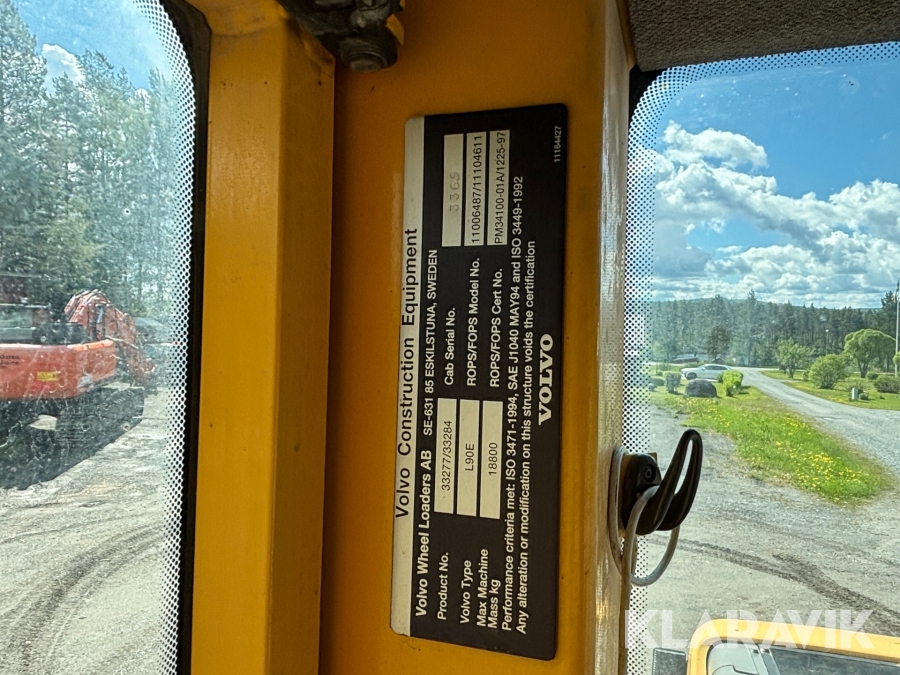 Volvo Construction Equipment
Volvo Wheel Loaders AB SE-631 85 ESKILSTUNA, SWEDEN
Product No. 33277/33284 Cab Serial No. 3369
Volvo Type L90E ROPS/FOPS Model No. 11006487/11104611
Max Machine
Mass kg 18800 ROPS/FOPS Cert No. PM34100-01A/1225-97
Performance criteria met: ISO 3471-1994, SAE J1040 MAY94 and ISO 3449-1992
Any alteration or modification on this structure voids the certification
VOLVO
11164427
KLARAVIK